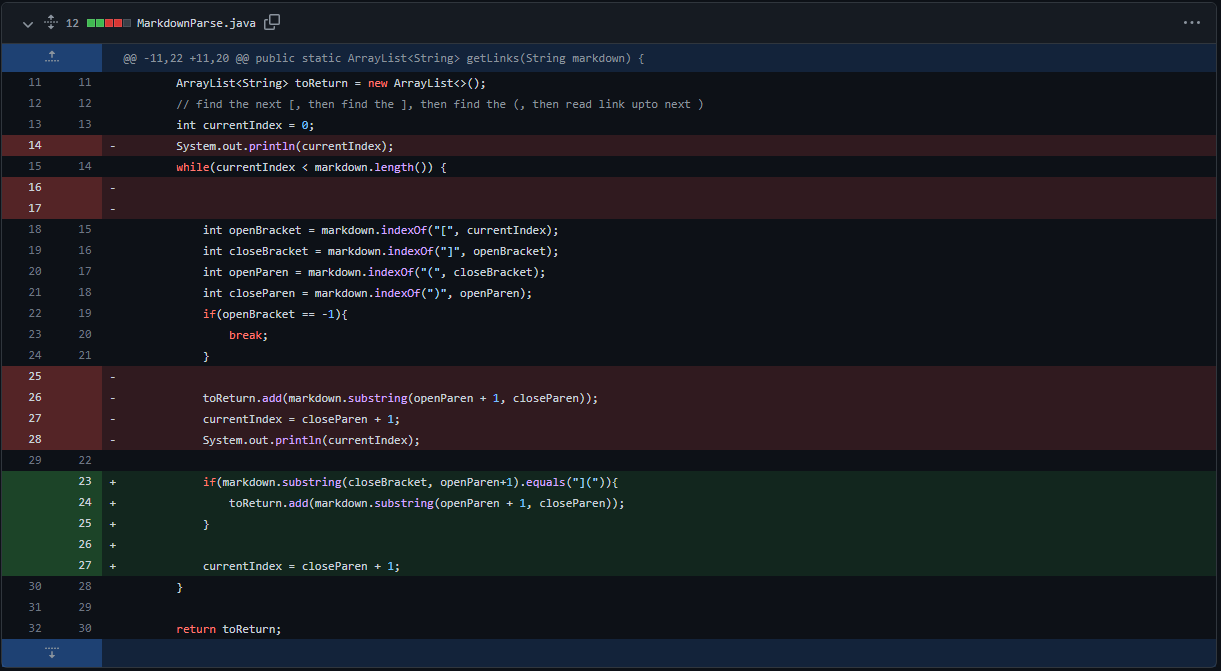 12 MarkdownParse.java
@@ -11,22 +11,20 @@ public static ArrayList<String> getLinks(String markdown) {
11 11 ArrayList<String> toReturn = new ArrayList<>();
12 12 // find the next [, then find the ], then find the (, then read link upto next )
13 13 int currentIndex = 0;
14 - System.out.println(currentIndex);
15 14 while(currentIndex < markdown.length()) {
16 -
17 -
18 15 int openBracket = markdown.indexOf("[", currentIndex);
19 16 int closeBracket = markdown.indexOf("]", openBracket);
20 17 int openParen = markdown.indexOf("(", closeBracket);
21 18 int closeParen = markdown.indexOf(")", openParen);
22 19 if(openBracket == -1){
23 20 break;
24 21 }
25 -
26 - toReturn.add(markdown.substring(openParen + 1, closeParen));
27 - currentIndex = closeParen + 1;
28 - System.out.println(currentIndex);
29 22
23 + if(markdown.substring(closeBracket, openParen+1).equals("](")){
24 + toReturn.add(markdown.substring(openParen + 1, closeParen));
25 + }
26 +
27 + currentIndex = closeParen + 1;
30 28 }
31 29
32 30 return toReturn;